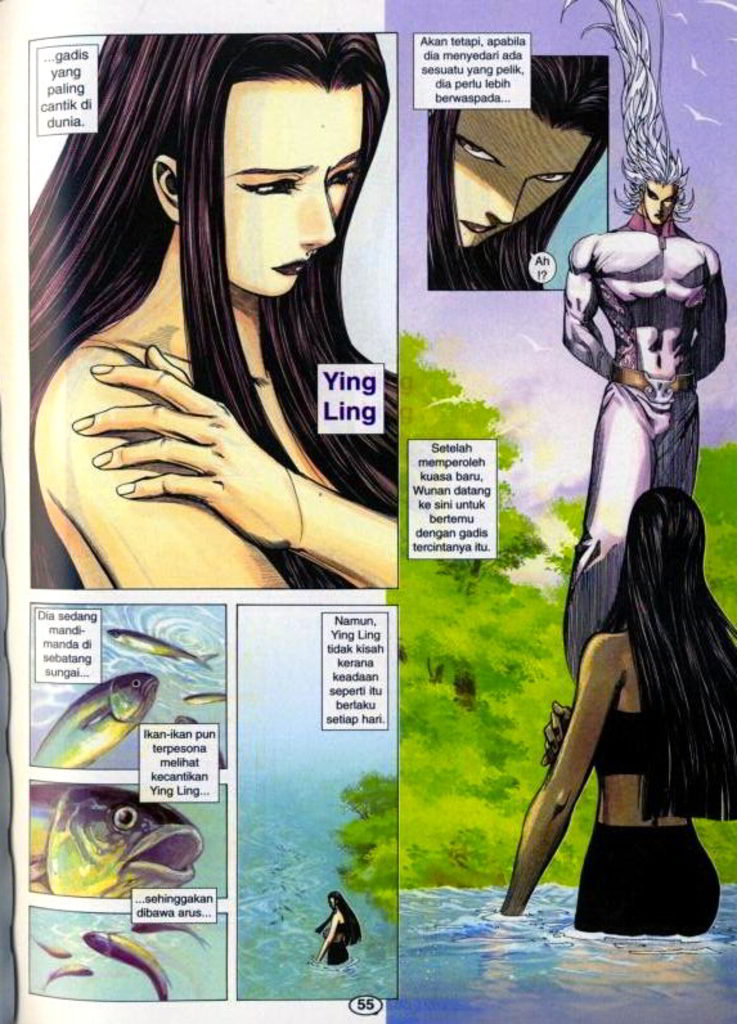 ...gadis
yang
paling
cantik di
dunia.
Ying
Ling
Dia sedang
mandi-
manda di
sebatang
sungai...
Ikan-ikan pun
terpesona
melihat
kecantikan
Ying Ling...
...sehinggakan
dibawa arus...
Namun,
Ying Ling
tidak kisah
kerana
keadaan
seperti itu
berlaku
setiap hari.
Akan tetapi, apabila
dia menyedari ada
sesuatu yang pelik,
dia perlu lebih
berwaspada...
Ah
!?
Setelah
memperoleh
kuasa baru,
Wunan datang
ke sini untuk
bertemu
dengan gadis
tercintanya itu.
55